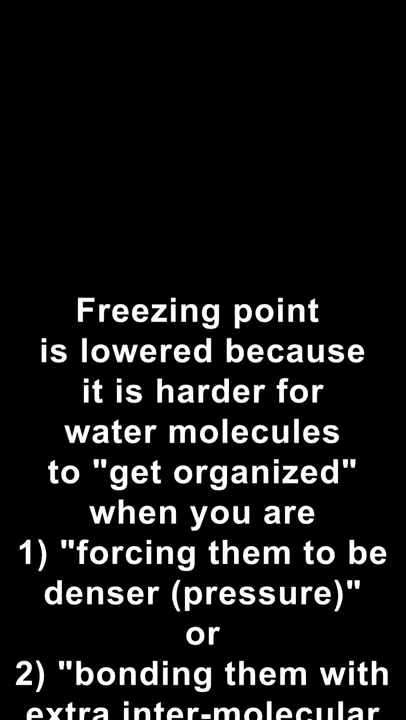 Freezing point
is lowered because
it is harder for
water molecules
to "get organized"
when you are
1) "forcing them to be
denser (pressure)"
or
2) "bonding them with
extra inter-molecular